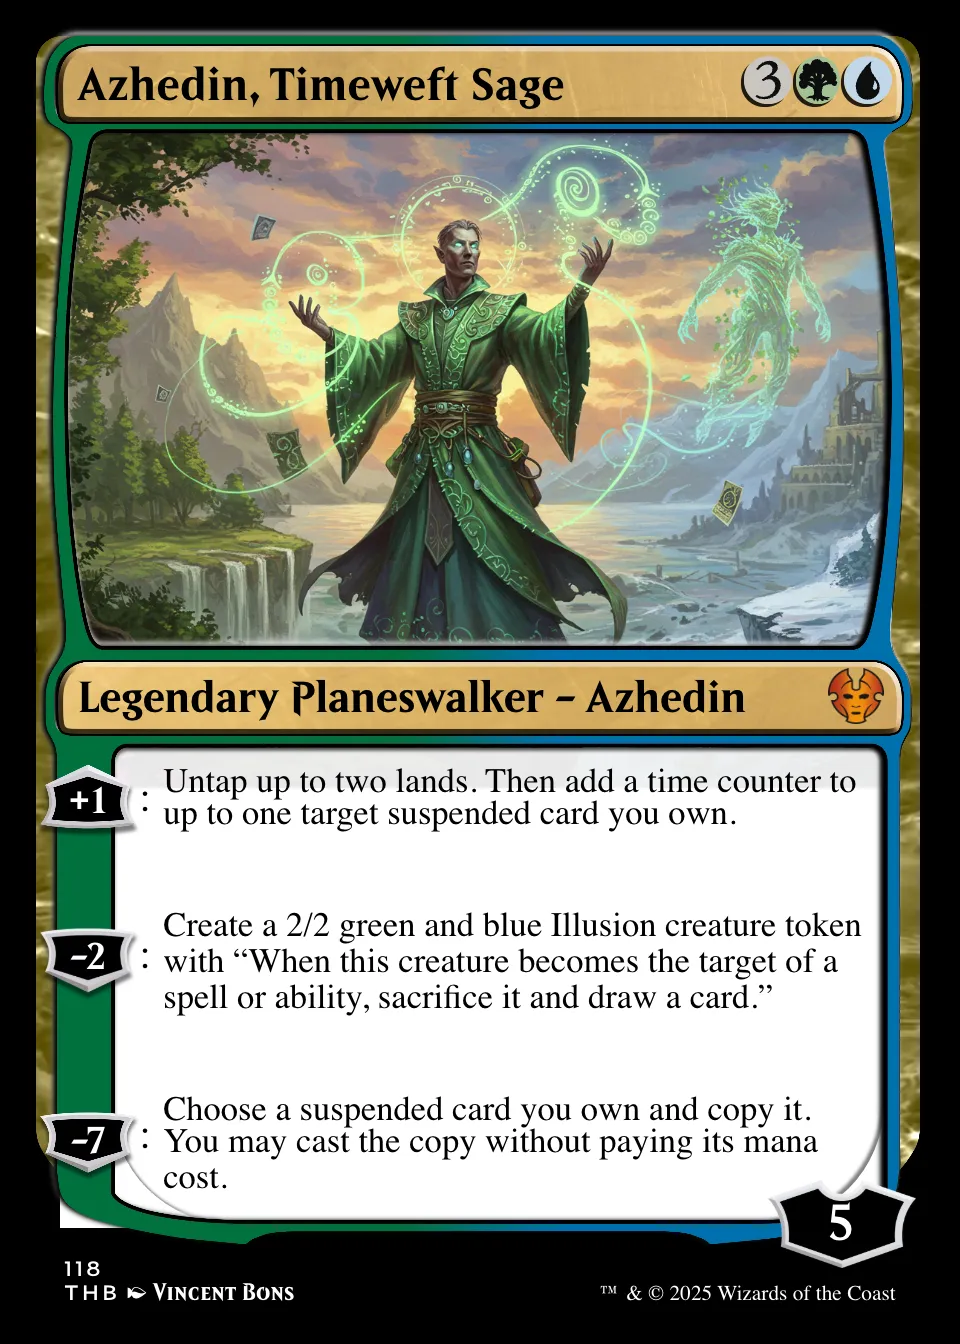 Azhedin, Timeweft Sage 3
Legendary Planeswalker – Azhedin
+1 : Untap up to two lands. Then add a time counter to
up to one target suspended card you own.
Create a 2/2 green and blue Illusion creature token
–2 : with “When this creature becomes the target of a
spell or ability, sacrifice it and draw a card.”
Choose a suspended card you own and copy it.
–7 : You may cast the copy without paying its mana
cost.
5
118
THB VINCENT BONS
™ & © 2025 Wizards of the Coast